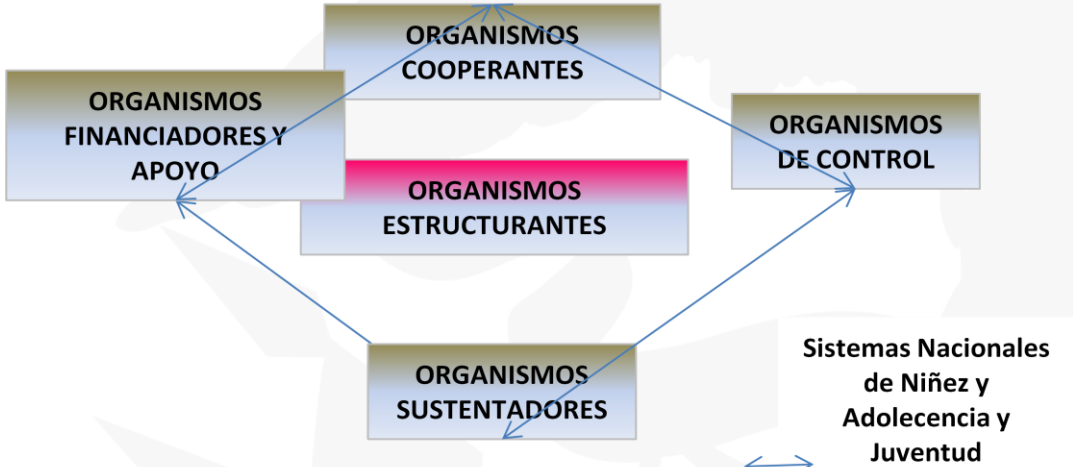 ORGANISMOS
COOPERANTES
ORGANISMOS
FINANCIADORES Y
APOYO
ORGANISMOS
DE CONTROL
ORGANISMOS
ESTRUCTURANTES
ORGANISMOS
SUSTENTADORES
Sistemas Nacionales
de Niñez y
Adolecencia y
Juventud